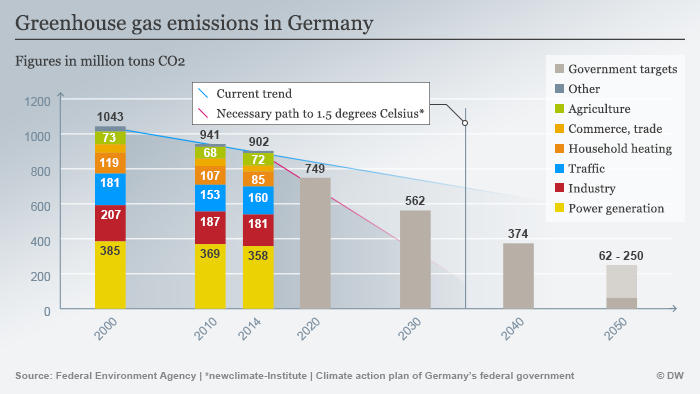 Greenhouse gas emissions in Germany
Figures in million tons CO2
Current trend
Necessary path to 1.5 degrees Celsius*
Government targets
Other
Agriculture
Commerce, trade
Household heating
Traffic
Industry
Power generation
1200
1000
800
600
400
200
0
1043
73
119
181
207
385
941
68
107
153
187
369
902
72
85
160
181
358
749
562
374
62 - 250
2000
2010
2014
2020
2030
2040
2050
Source: Federal Environment Agency | *newclimate-Institute | Climate action plan of Germany's federal government
© DW